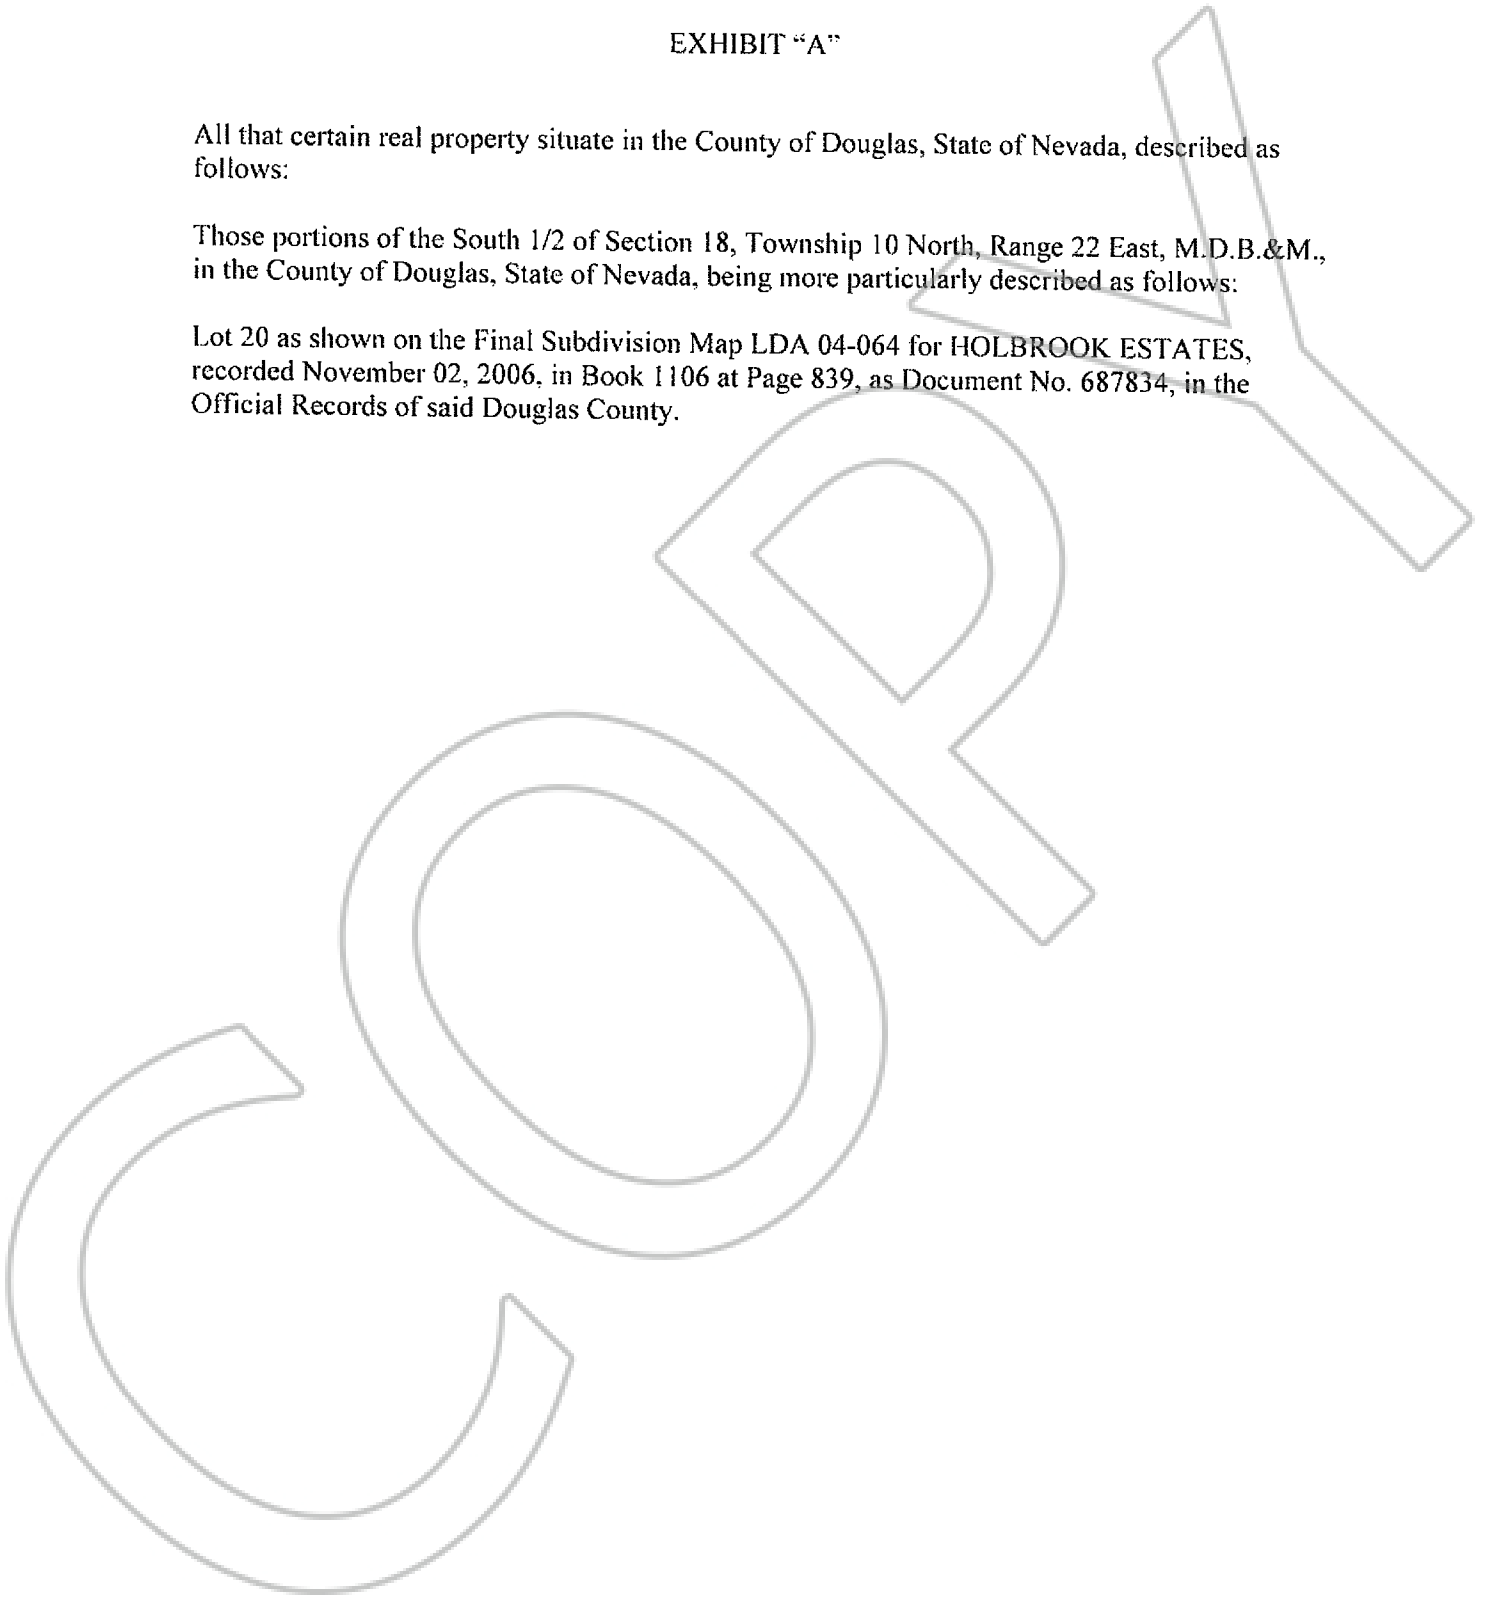 EXHIBIT “A”
All that certain real property situate in the County of Douglas, State of Nevada, described as
follows:
Those portions of the South 1/2 of Section 18, Township 10 North, Range 22 East, M.D.B.&M.,
in the County of Douglas, State of Nevada, being more particularly described as follows:
Lot 20 as shown on the Final Subdivision Map LDA 04-064 for HOLBROOK ESTATES,
recorded November 02, 2006, in Book 1106 at Page 839, as Document No. 687834, in the
Official Records of said Douglas County.
COPY